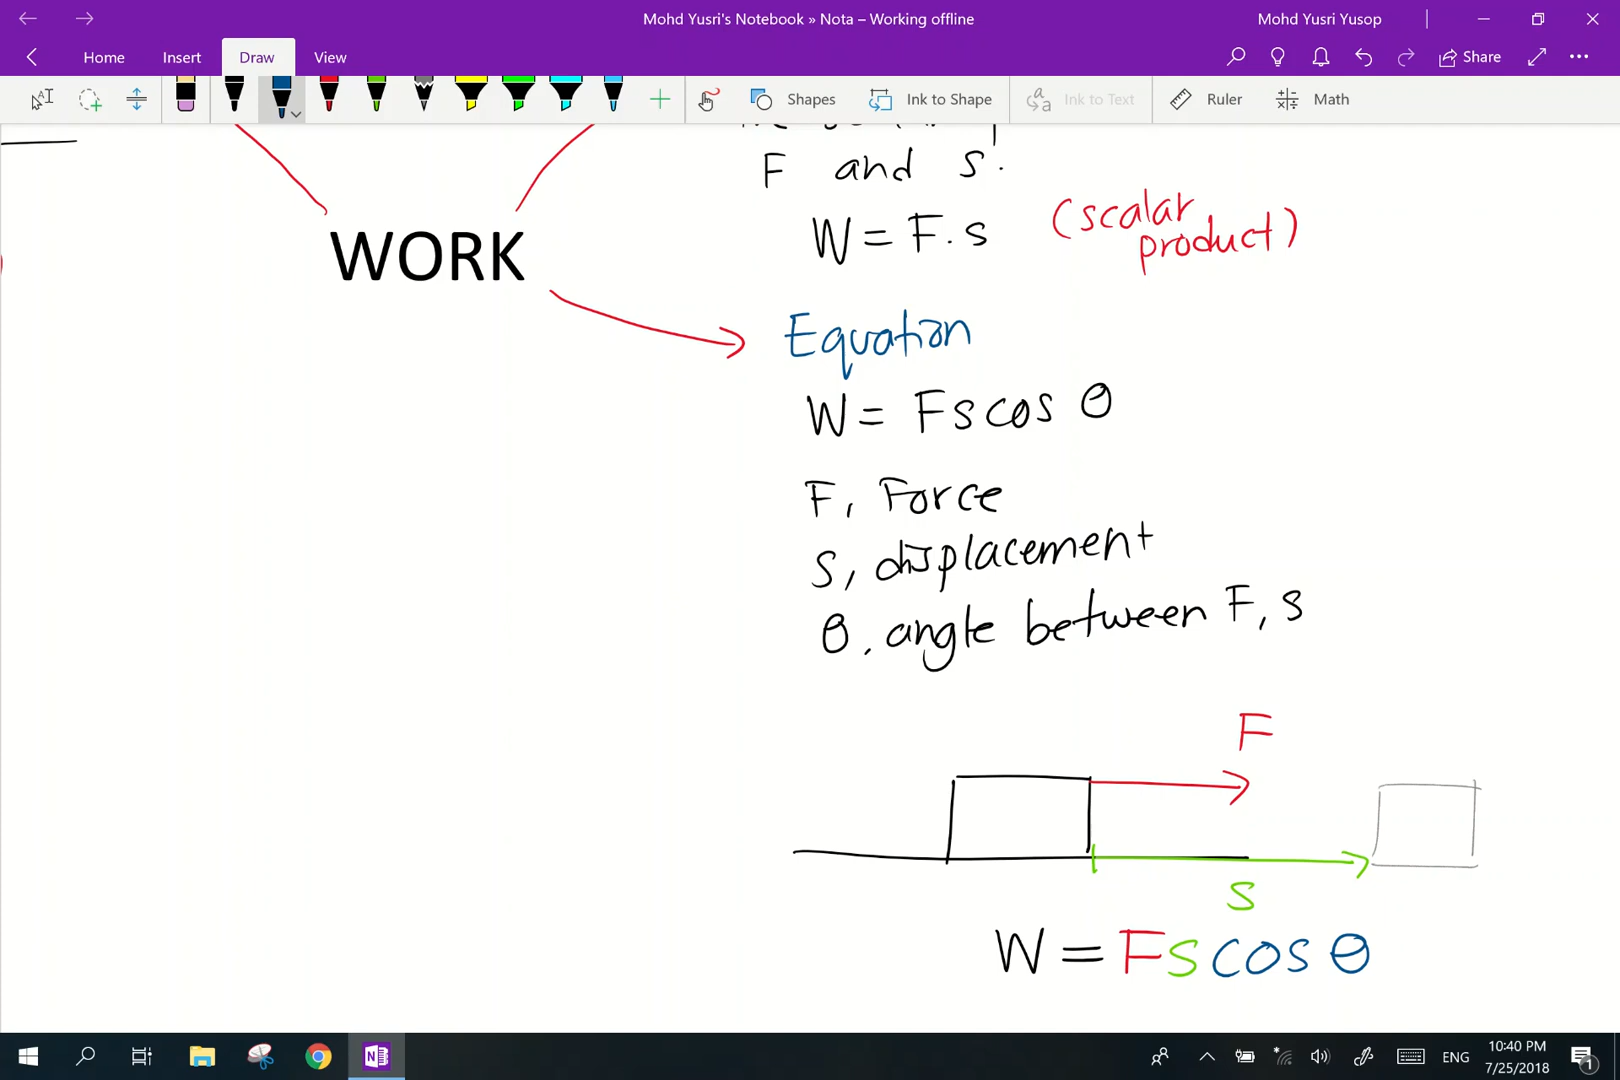 Mohd Yusri's Notebook » Nota – Working offline
Mohd Yusri Yusop
Home Insert Draw View
Share
Shapes Ink to Shape Ink to Text Ruler Math
F and s.
W = F . s (scalar product)
WORK
Equation
W = Fs cos θ
F, Force
s, displacement
θ, angle between F, s
F
s
W = Fs cos θ
ENG
10:40 PM
7/25/2018
1